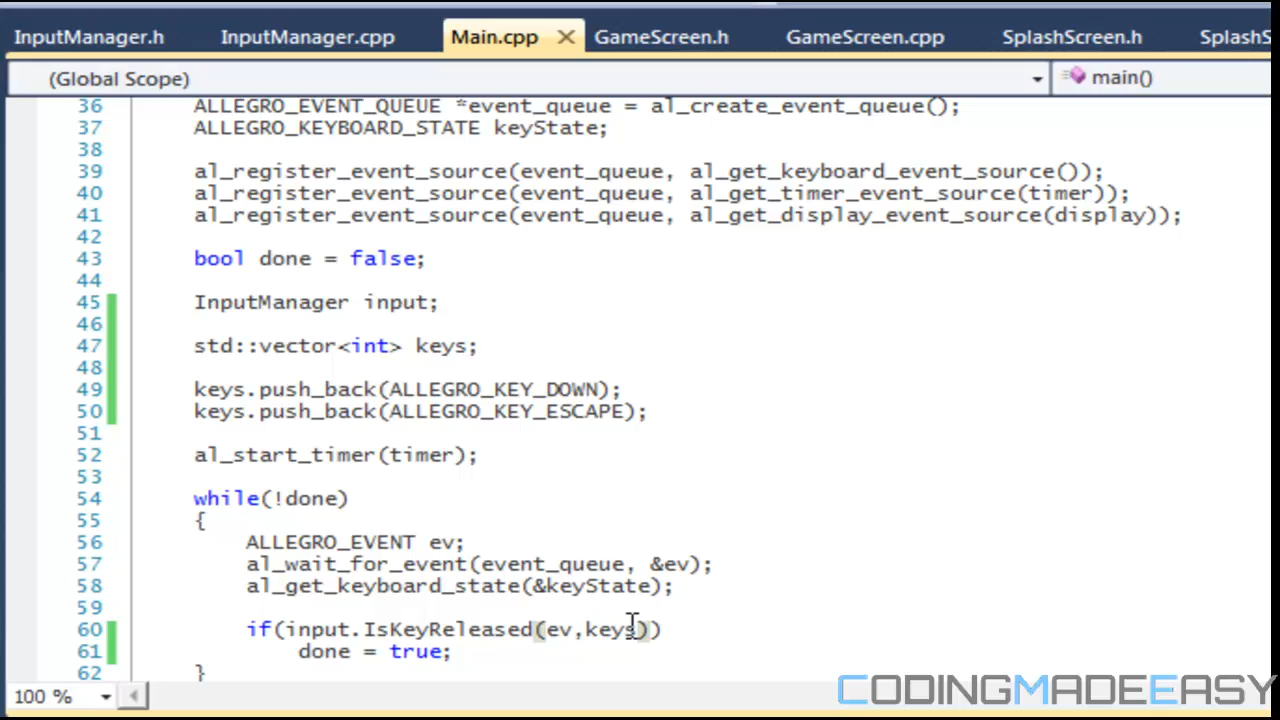 InputManager.h InputManager.cpp Main.cpp GameScreen.h GameScreen.cpp SplashScreen.h SplashS
(Global Scope) main()
36 ALLEGRO_EVENT_QUEUE *event_queue = al_create_event_queue();
37 ALLEGRO_KEYBOARD_STATE keyState;
38
39 al_register_event_source(event_queue, al_get_keyboard_event_source());
40 al_register_event_source(event_queue, al_get_timer_event_source(timer));
41 al_register_event_source(event_queue, al_get_display_event_source(display));
42
43 bool done = false;
44
45 InputManager input;
46
47 std::vector<int> keys;
48
49 keys.push_back(ALLEGRO_KEY_DOWN);
50 keys.push_back(ALLEGRO_KEY_ESCAPE);
51
52 al_start_timer(timer);
53
54 while(!done)
55 {
56 ALLEGRO_EVENT ev;
57 al_wait_for_event(event_queue, &ev);
58 al_get_keyboard_state(&keyState);
59
60 if(input.IsKeyReleased(ev,keys))
61 done = true;
62 }
100 %
CODINGMADEEASY